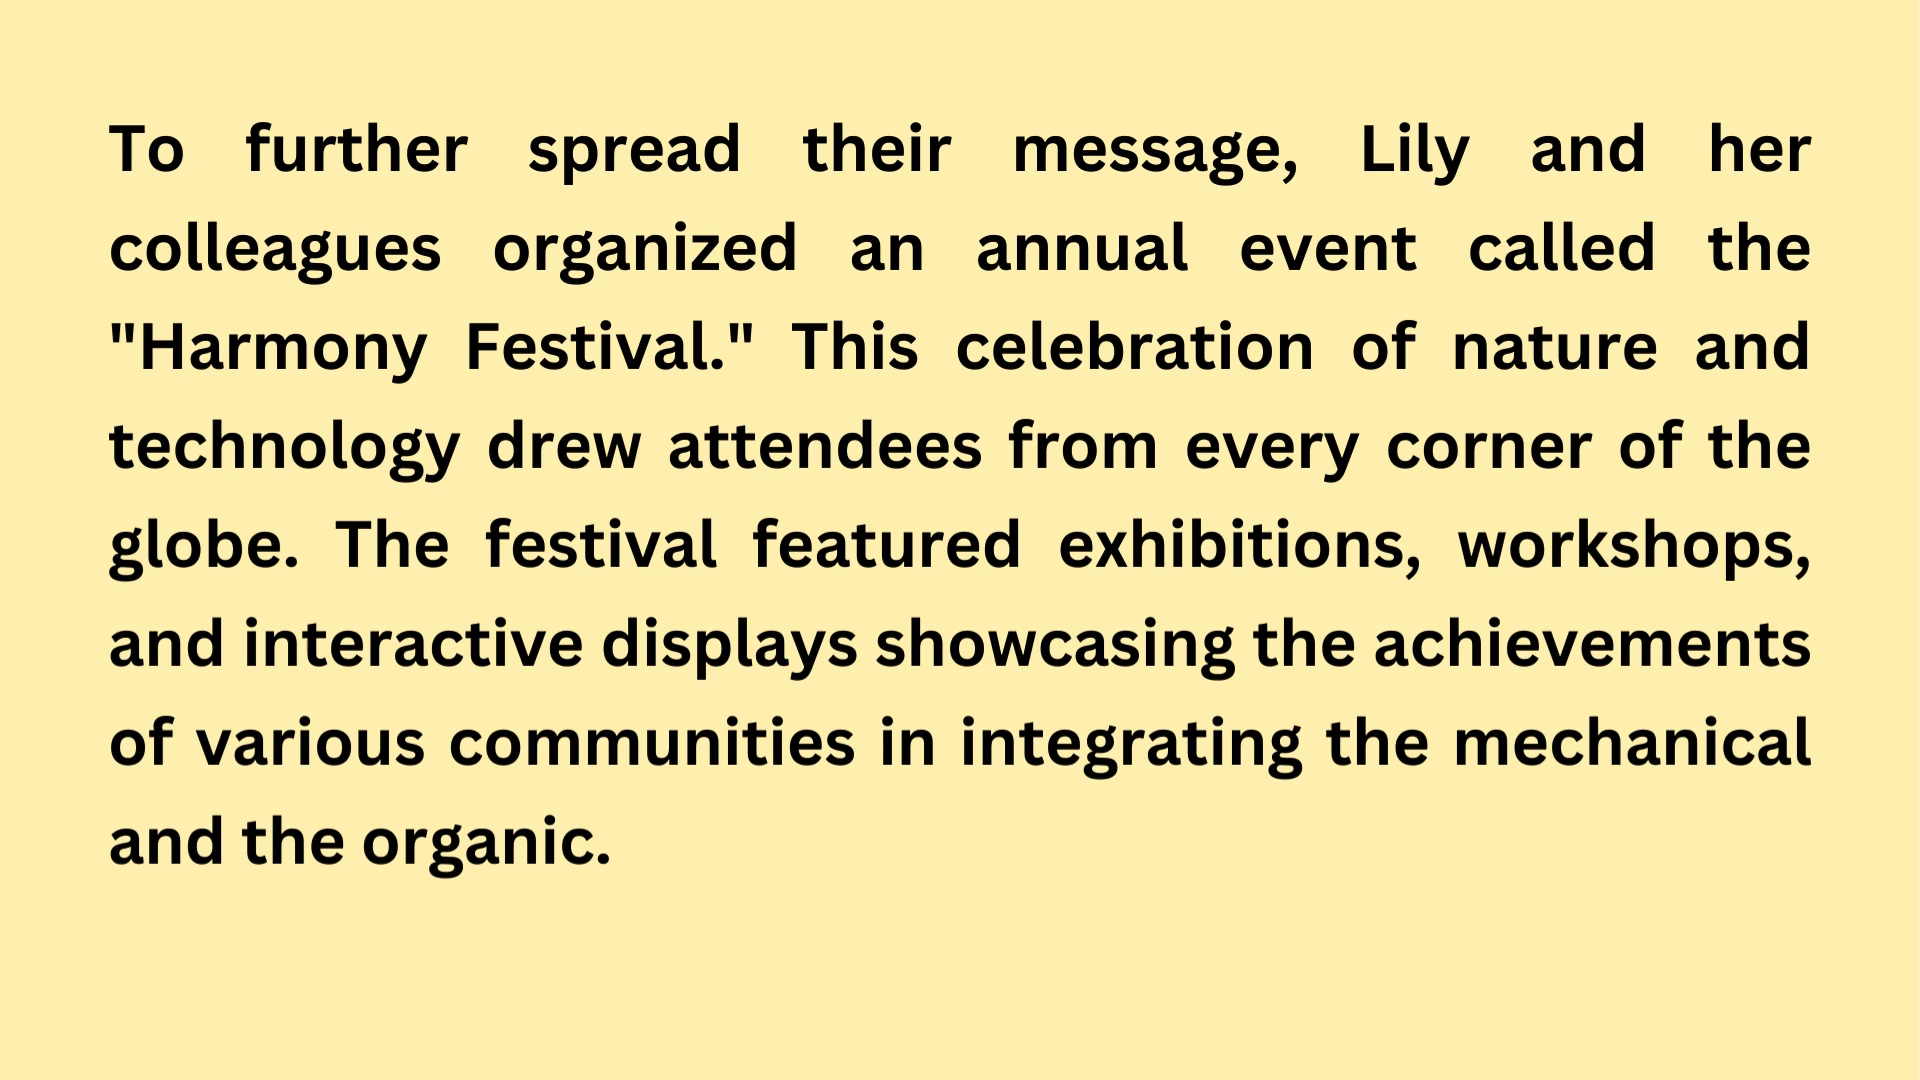 To further spread their message, Lily and her
colleagues organized an annual event called the
"Harmony Festival." This celebration of nature and
technology drew attendees from every corner of the
globe. The festival featured exhibitions, workshops,
and interactive displays showcasing the achievements
of various communities in integrating the mechanical
and the organic.